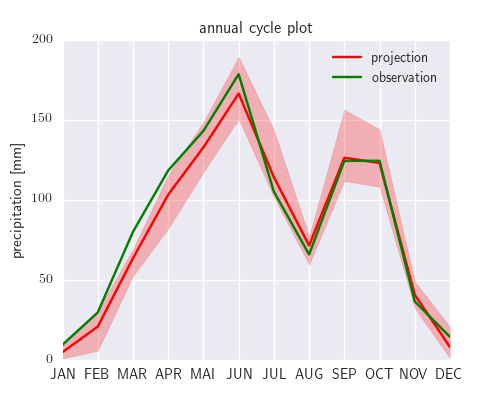 annual cycle plot
projection
observation
precipitation [mm]
200
150
100
50
0
JAN FEB MAR APR MAI JUN JUL AUG SEP OCT NOV DEC